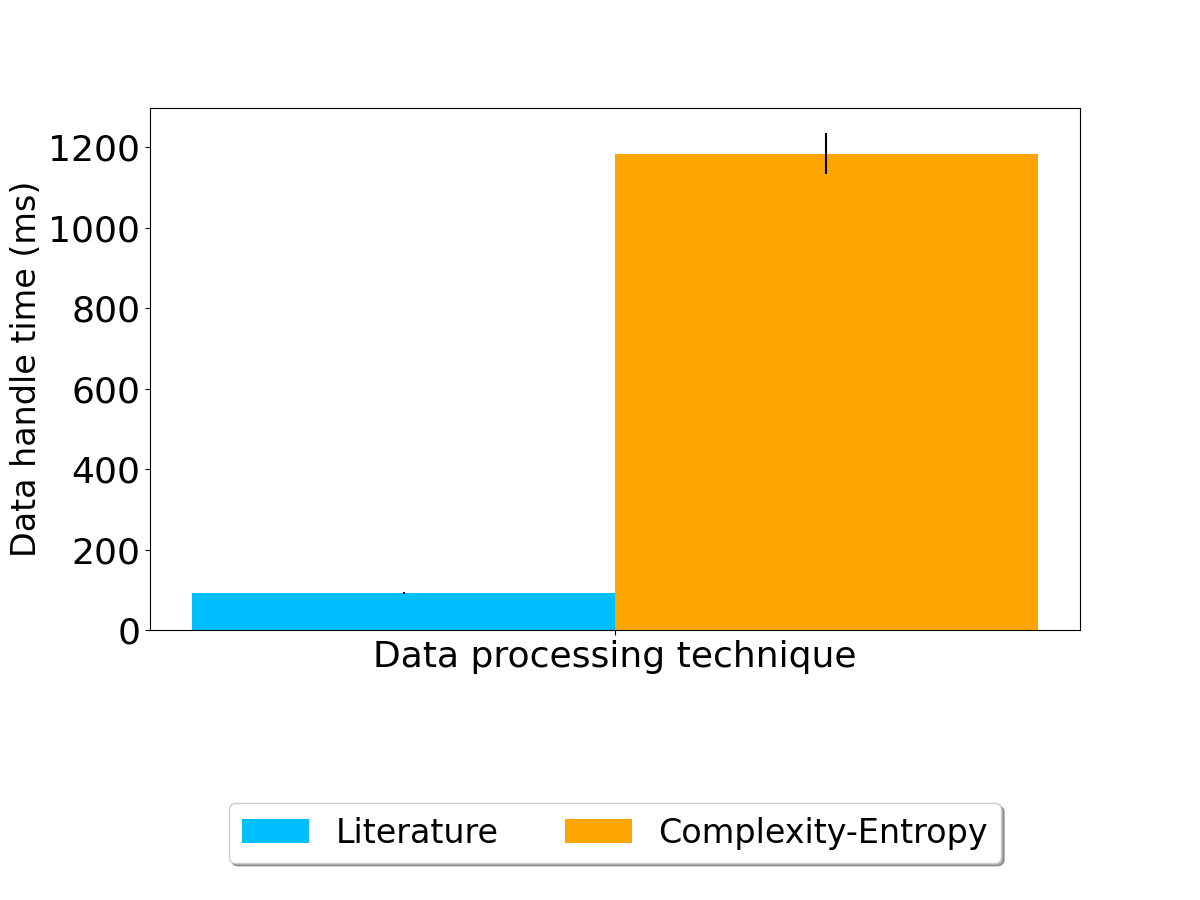 Data handle time (ms)
1200
1000
800
600
400
200
0
Data processing technique
Literature
Complexity-Entropy